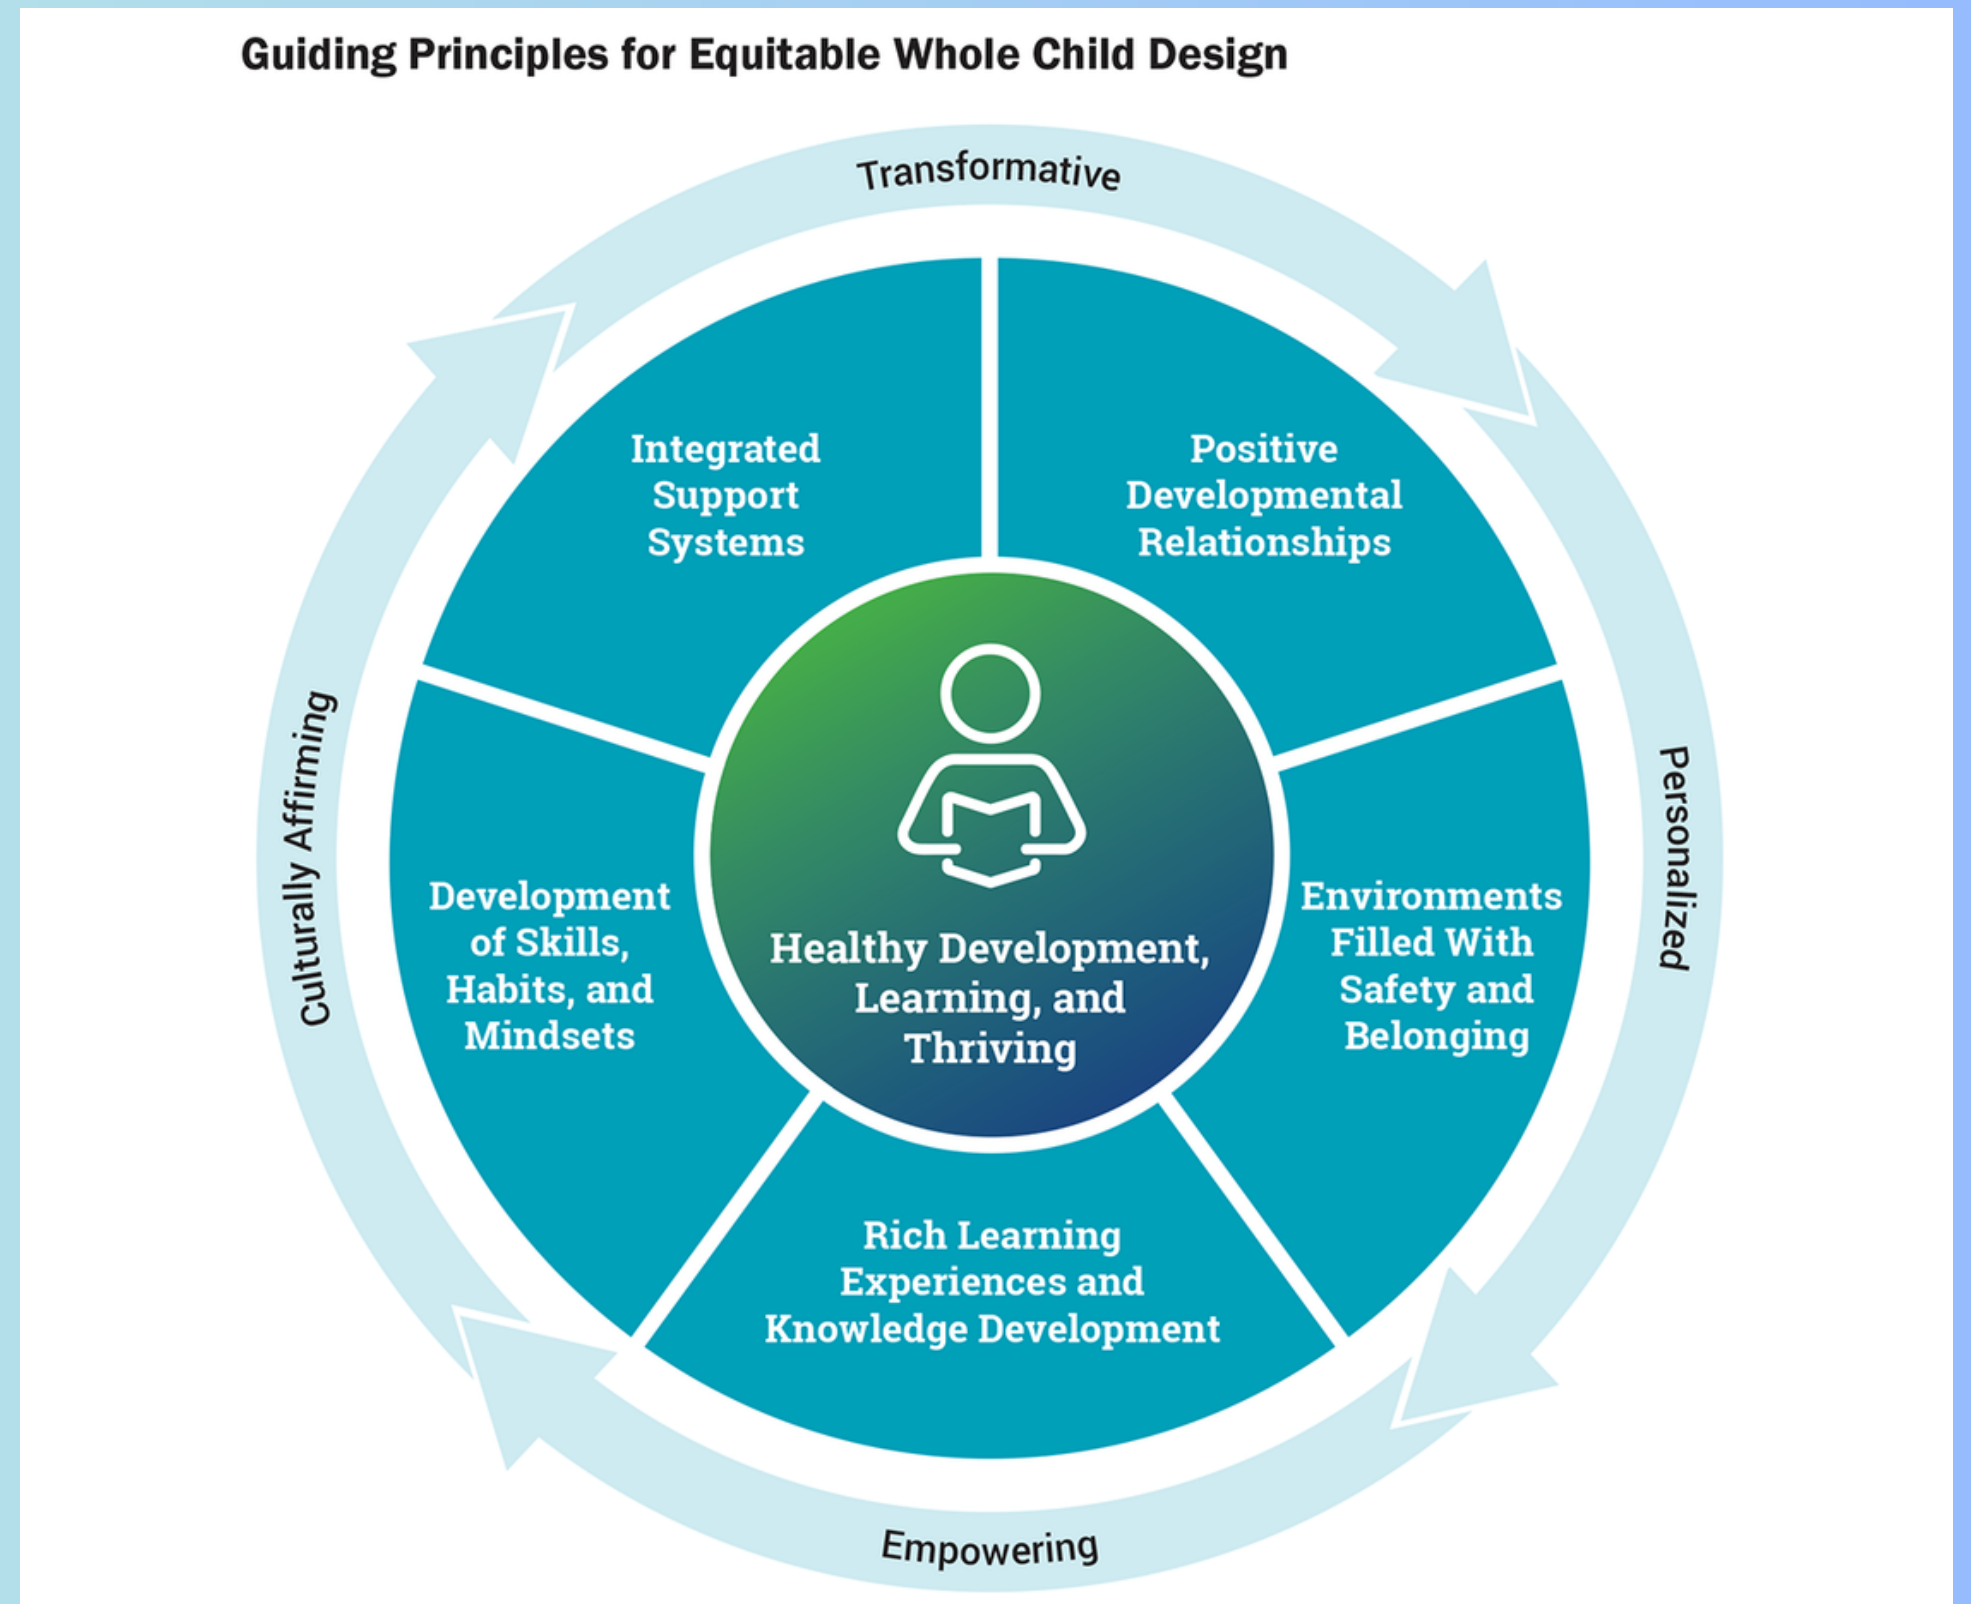 Guiding Principles for Equitable Whole Child Design
Transformative
Integrated
Support
Systems
Positive
Developmental
Relationships
Culturally Affirming
Personalized
Development
of Skills,
Habits, and
Mindsets
Healthy Development,
Learning, and
Thriving
Environments
Filled With
Safety and
Belonging
Rich Learning
Experiences and
Knowledge Development
Empowering